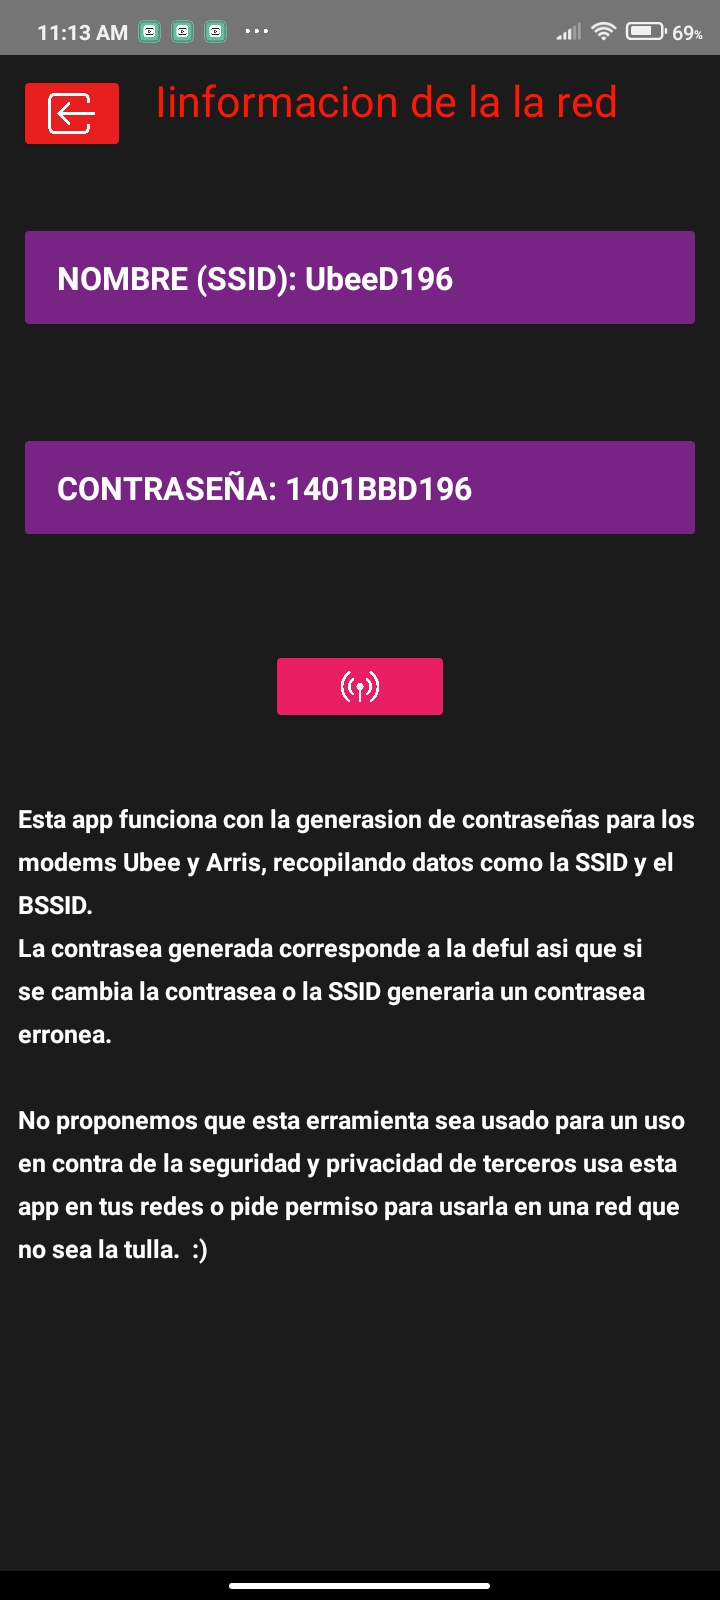 11:13 AM ... 69%
Iinformacion de la la red
NOMBRE (SSID): UbeeD196
CONTRASEÑA: 1401BBD196
Esta app funciona con la generasion de contraseñas para los
modems Ubee y Arris, recopilando datos como la SSID y el
BSSID.
La contrasea generada corresponde a la deful asi que si
se cambia la contrasea o la SSID generaria un contrasea
erronea.
No proponemos que esta erramienta sea usado para un uso
en contra de la seguridad y privacidad de terceros usa esta
app en tus redes o pide permiso para usarla en una red que
no sea la tulla. :)